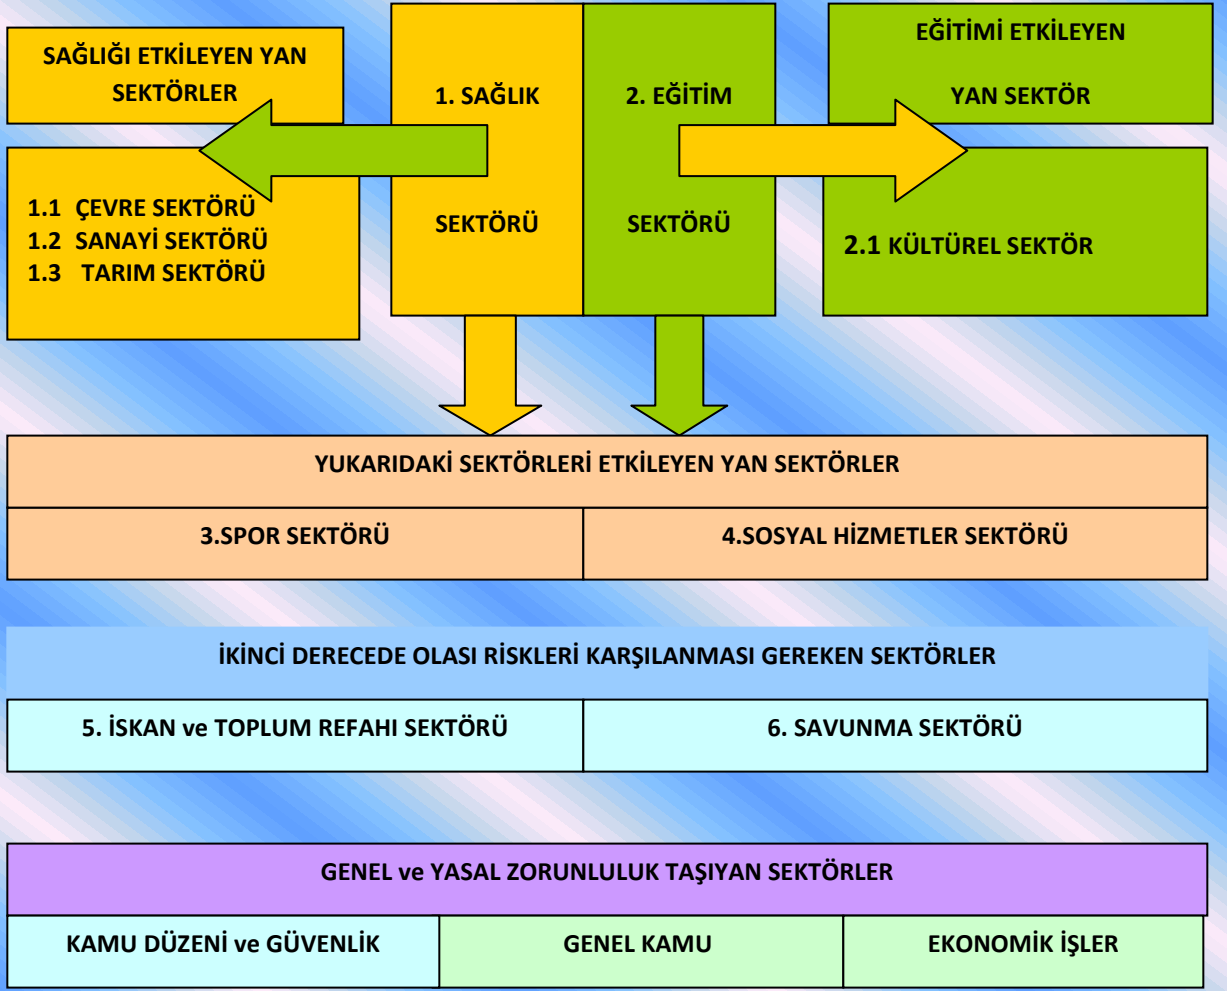 SAĞLIĞI ETKİLEYEN YAN
SEKTÖRLER
1. SAĞLIK
SEKTÖRÜ
2. EĞİTİM
SEKTÖRÜ
EĞİTİMİ ETKİLEYEN
YAN SEKTÖR
1.1 ÇEVRE SEKTÖRÜ
1.2 SANAYİ SEKTÖRÜ
1.3 TARIM SEKTÖRÜ
2.1 KÜLTÜREL SEKTÖR
YUKARIDAKİ SEKTÖRLERİ ETKİLEYEN YAN SEKTÖRLER
3.SPOR SEKTÖRÜ
4.SOSYAL HİZMETLER SEKTÖRÜ
İKİNCİ DERECEDE OLASI RİSKLERİ KARŞILANMASI GEREKEN SEKTÖRLER
5. İSKAN ve TOPLUM REFAHI SEKTÖRÜ
6. SAVUNMA SEKTÖRÜ
GENEL ve YASAL ZORUNLULUK TAŞIYAN SEKTÖRLER
KAMU DÜZENİ ve GÜVENLİK
GENEL KAMU
EKONOMİK İŞLER